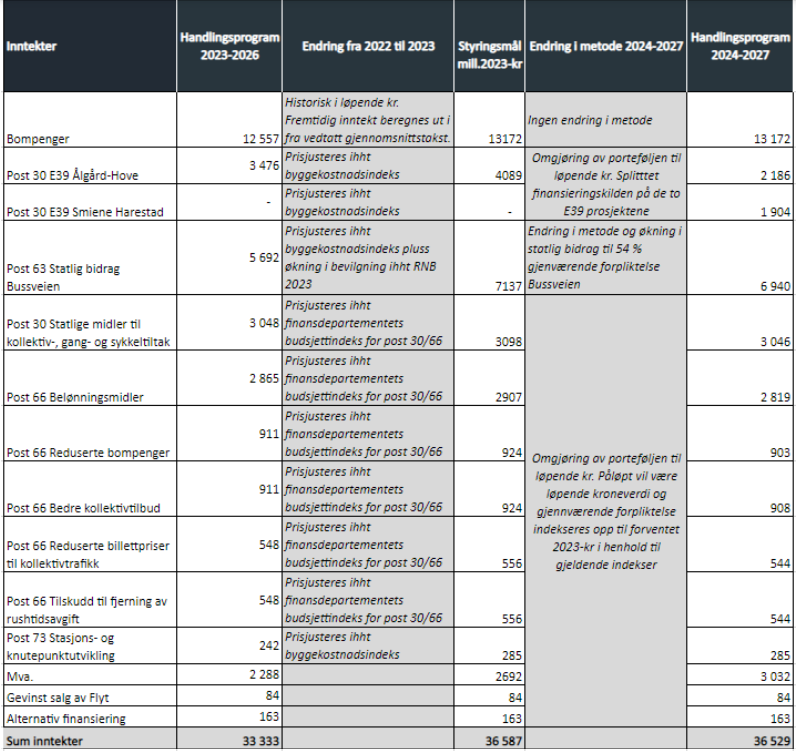 Inntekter
Handlingsprogram
2023-2026
Endring fra 2022 til 2023
Styringsmål
mill.2023-kr
Endring i metode 2024-2027
Handlingsprogram
2024-2027
Bompenger
12 557
Historisk i løpende kr.
Fremtidig inntekt beregnes ut i
fra vedtatt gjennomsnittstakst.
13172
Ingen endring i metode
13 172
Post 30 E39 Ålgård-Hove
3 476
Prisjusteres ihht
byggekostnadsindeks
4089
Omgjøring av porteføljen til
løpende kr. Splitttet
finansieringskilden på de to
E39 prosjektene
2 186
Post 30 E39 Smiene Harestad
-
Prisjusteres ihht
byggekostnadsindeks
-
1 904
Post 63 Statlig bidrag
Bussveien
5 692
Prisjusteres ihht
byggekostnadsindeks pluss
økning i bevilgning ihht RNB
2023
7137
Endring i metode og økning i
statlig bidrag til 54 %
gjenværende forpliktelse
Bussveien
6 940
Post 30 Statlige midler til
kollektiv-, gang- og sykkeltiltak
3 048
Prisjusteres ihht
finansdepartementets
budsjettindeks for post 30/66
3098
Omgjøring av porteføljen til
løpende kr. Påløpt vil være
løpende kroneverdi og
gjennværende forpliktelse
indekseres opp til forventet
2023-kr i henhold til
gjeldende indekser
3 046
Post 66 Belønningsmidler
2 865
Prisjusteres ihht
finansdepartementets
budsjettindeks for post 30/66
2907
2 819
Post 66 Reduserte bompenger
911
Prisjusteres ihht
finansdepartementets
budsjettindeks for post 30/66
924
903
Post 66 Bedre kollektivtilbud
911
Prisjusteres ihht
finansdepartementets
budsjettindeks for post 30/66
924
908
Post 66 Reduserte billettpriser
til kollektivtrafikk
548
Prisjusteres ihht
finansdepartementets
budsjettindeks for post 30/66
556
544
Post 66 Tilskudd til fjerning av
rushtidsavgift
548
Prisjusteres ihht
finansdepartementets
budsjettindeks for post 30/66
556
544
Post 73 Stasjons- og
knutepunktutvikling
242
Prisjusteres ihht
byggekostnadsindeks
285
285
Mva.
2 288
2692
3 032
Gevinst salg av Flyt
84
84
84
Alternativ finansiering
163
163
163
Sum inntekter
33 333
36 587
36 529